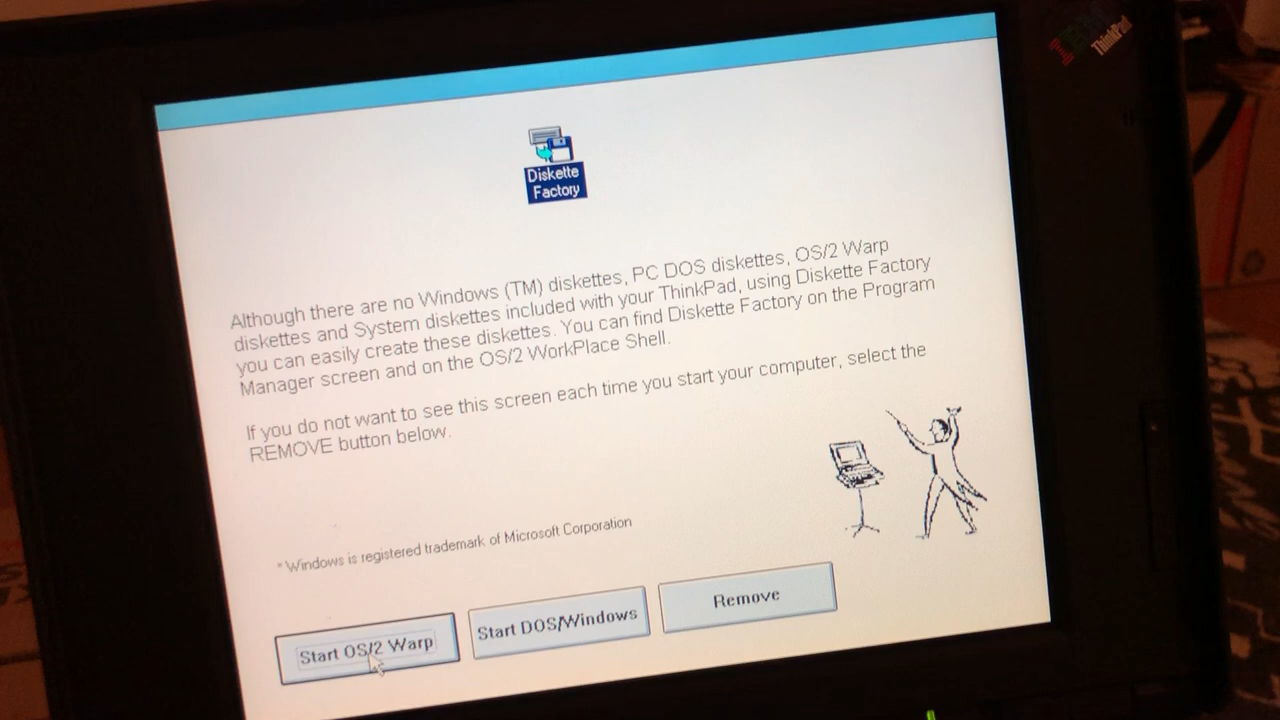 IBM
ThinkPad
Diskette
Factory
Although there are no Windows (TM) diskettes, PC DOS diskettes, OS/2 Warp
diskettes and System diskettes included with your ThinkPad, using Diskette Factory
you can easily create these diskettes. You can find Diskette Factory on the Program
Manager screen and on the OS/2 WorkPlace Shell.
If you do not want to see this screen each time you start your computer, select the
REMOVE button below.
* Windows is registered trademark of Microsoft Corporation
Start OS/2 Warp
Start DOS/Windows
Remove